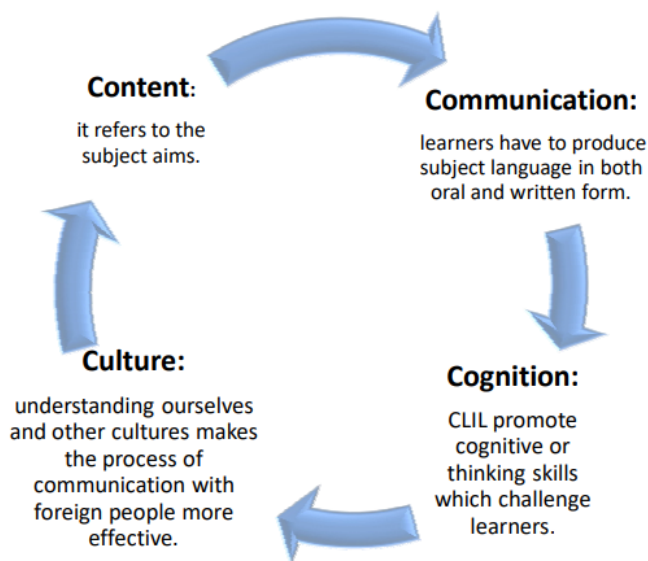 Content:
it refers to the
subject aims.
Communication:
learners have to produce
subject language in both
oral and written form.
Cognition:
CLIL promote
cognitive or
thinking skills
which challenge
learners.
Culture:
understanding ourselves
and other cultures makes
the process of
communication with
foreign people more
effective.